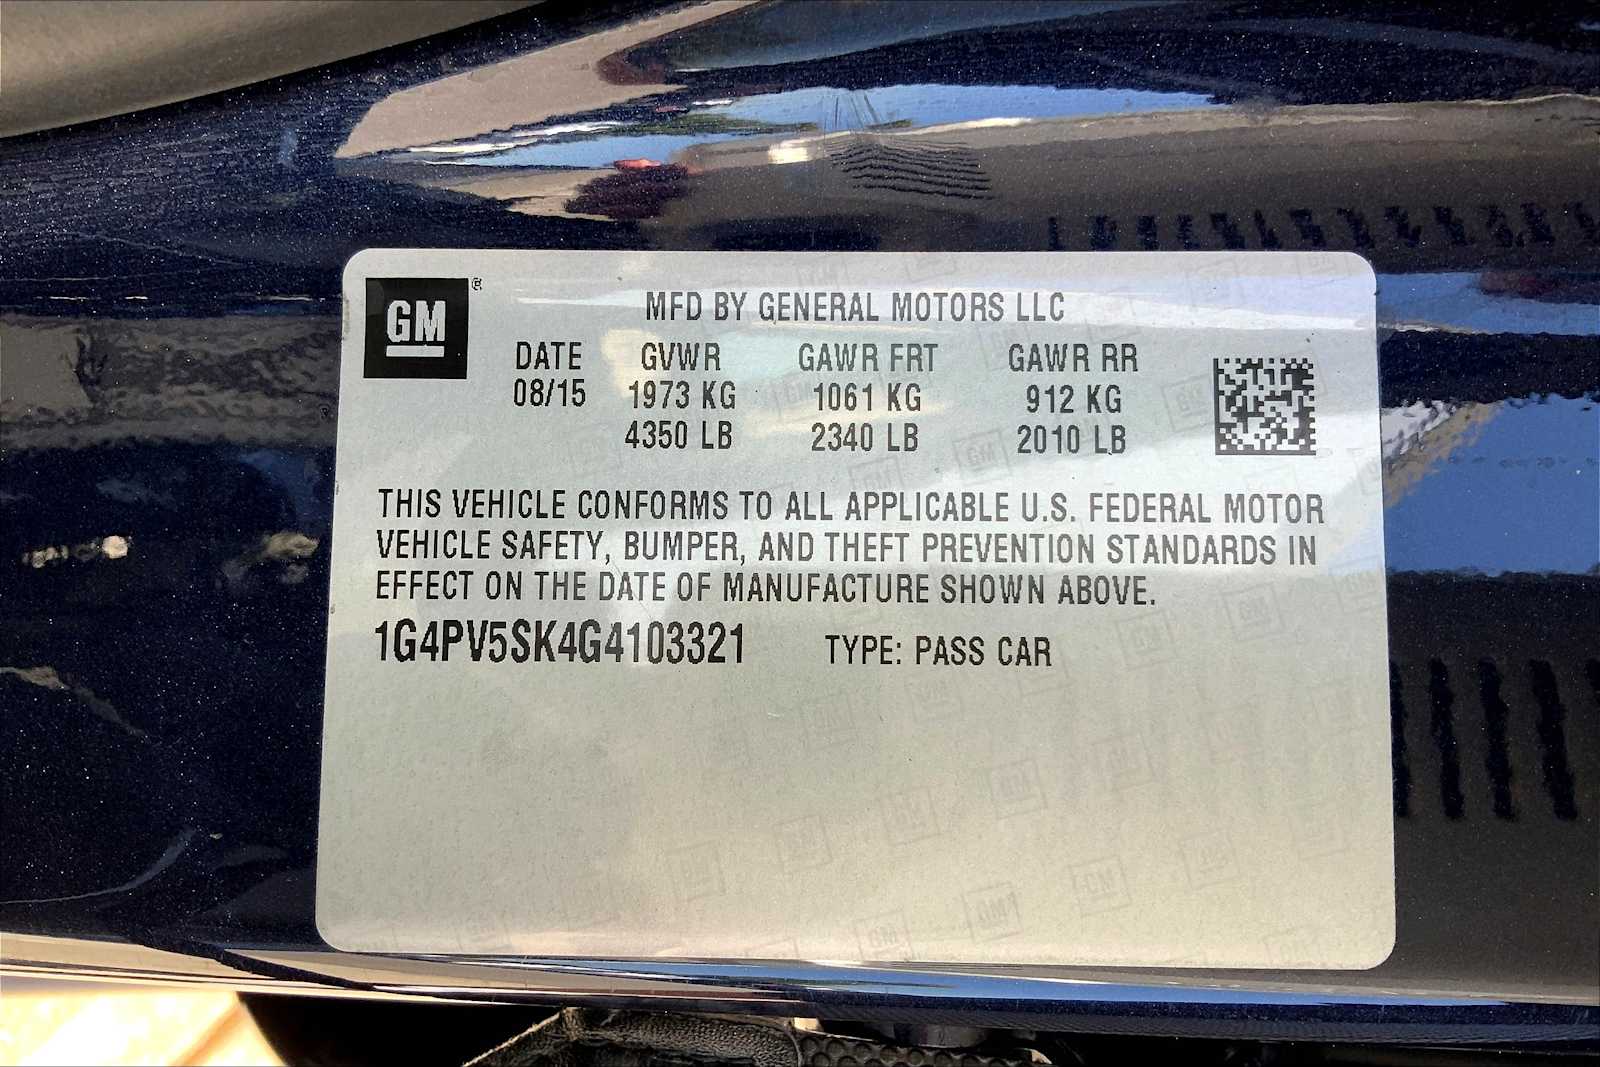 GM®
MFD BY GENERAL MOTORS LLC
DATE GVWR GAWR FRT GAWR RR
08/15 1973 KG 1061 KG 912 KG
4350 LB 2340 LB 2010 LB
THIS VEHICLE CONFORMS TO ALL APPLICABLE U.S. FEDERAL MOTOR
VEHICLE SAFETY, BUMPER, AND THEFT PREVENTION STANDARDS IN
EFFECT ON THE DATE OF MANUFACTURE SHOWN ABOVE.
1G4PV5SK4G4103321 TYPE: PASS CAR